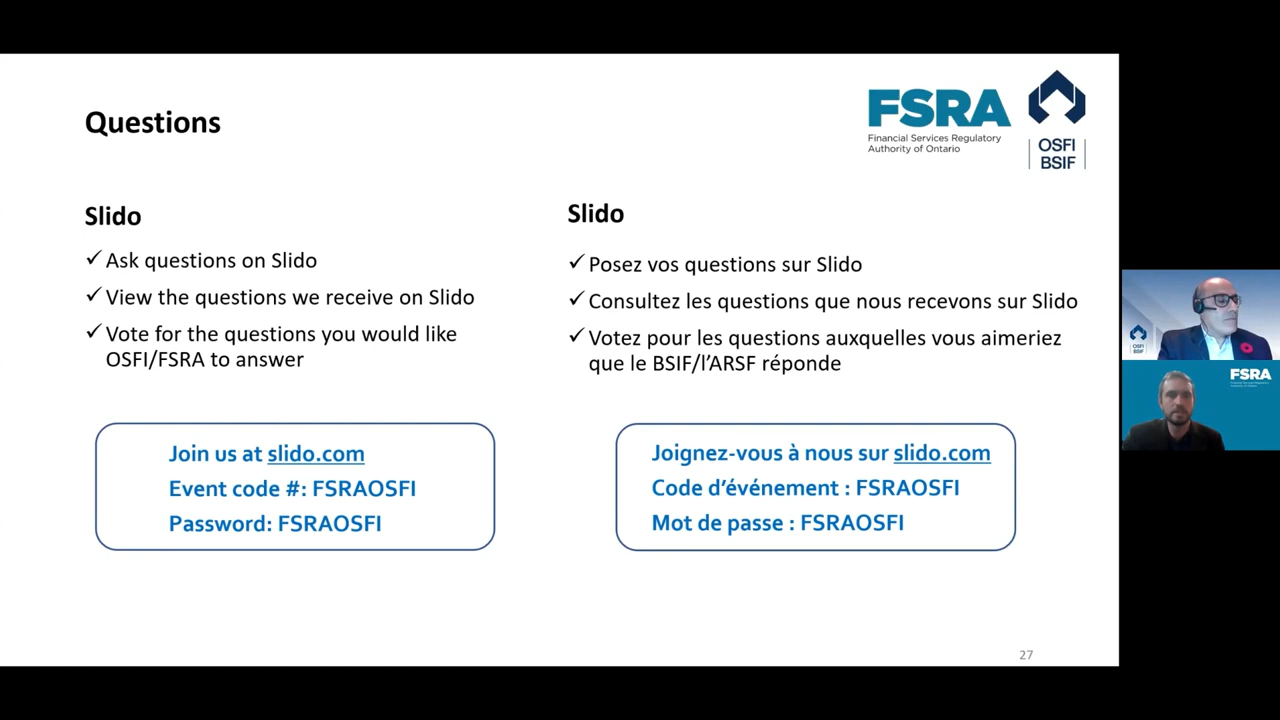 Questions
FSRA
Financial Services Regulatory
Authority of Ontario
OSFI
BSIF
Slido
✓ Ask questions on Slido
✓ View the questions we receive on Slido
✓ Vote for the questions you would like
OSFI/FSRA to answer
Join us at slido.com
Event code #: FSRAOSFI
Password: FSRAOSFI
Slido
✓ Posez vos questions sur Slido
✓ Consultez les questions que nous recevons sur Slido
✓ Votez pour les questions auxquelles vous aimeriez
que le BSIF/l’ARSF réponde
Joignez-vous à nous sur slido.com
Code d’événement : FSRAOSFI
Mot de passe : FSRAOSFI
27
OSFI
BSIF
FSRA